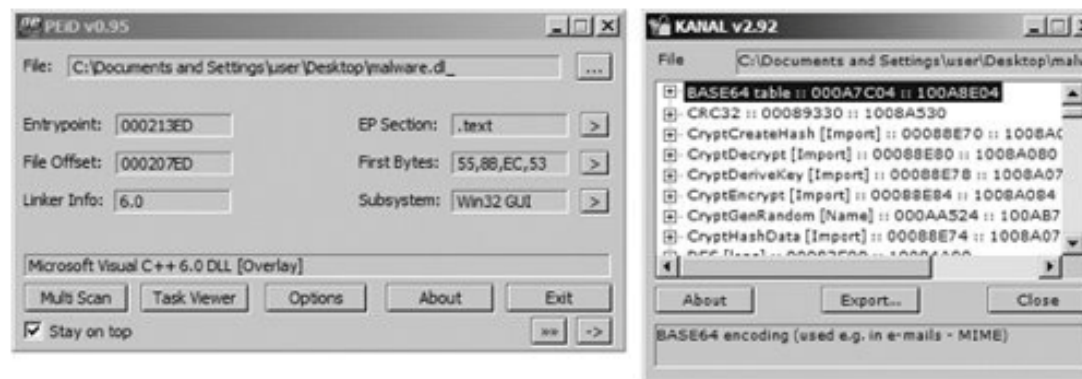 PEiD v0.95
File: C:\Documents and Settings\user\Desktop\malware.dl_ ...
Entrypoint: 000213ED EP Section: .text >
File Offset: 000207ED First Bytes: 55,8B,EC,53 >
Linker Info: 6.0 Subsystem: Win32 GUI >
Microsoft Visual C++ 6.0 DLL [Overlay]
Multi Scan Task Viewer Options About Exit
Stay on top »» ->
KANAL v2.92
File C:\Documents and Settings\user\Desktop\malw
BASE64 table :: 000A7C04 :: 100A8E04
CRC32 :: 00089330 :: 1008A530
CryptCreateHash [Import] :: 00088E70 :: 1008A0
CryptDecrypt [Import] :: 00088E80 :: 1008A080
CryptDeriveKey [Import] :: 00088E78 :: 1008A07
CryptEncrypt [Import] :: 00088E84 :: 1008A084
CryptGenRandom [Name] :: 000AA524 :: 100AB7
CryptHashData [Import] :: 00088E74 :: 1008A07
About Export... Close
BASE64 encoding (used e.g. in e-mails - MIME)